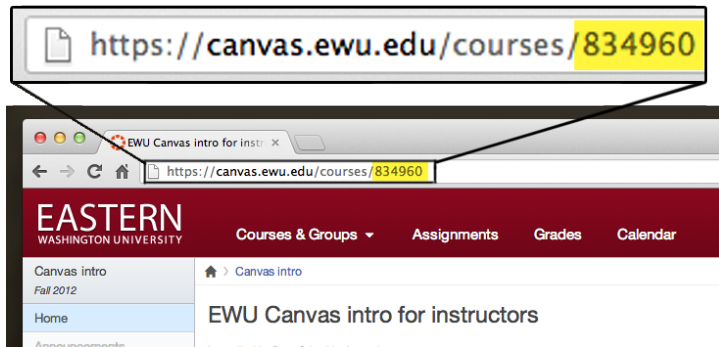 https://canvas.ewu.edu/courses/834960
EWU Canvas intro for instr
https://canvas.ewu.edu/courses/834960
EASTERN
WASHINGTON UNIVERSITY
Courses & Groups Assignments Grades Calendar
Canvas intro
Fall 2012
Canvas intro
Home
EWU Canvas intro for instructors
Announcements